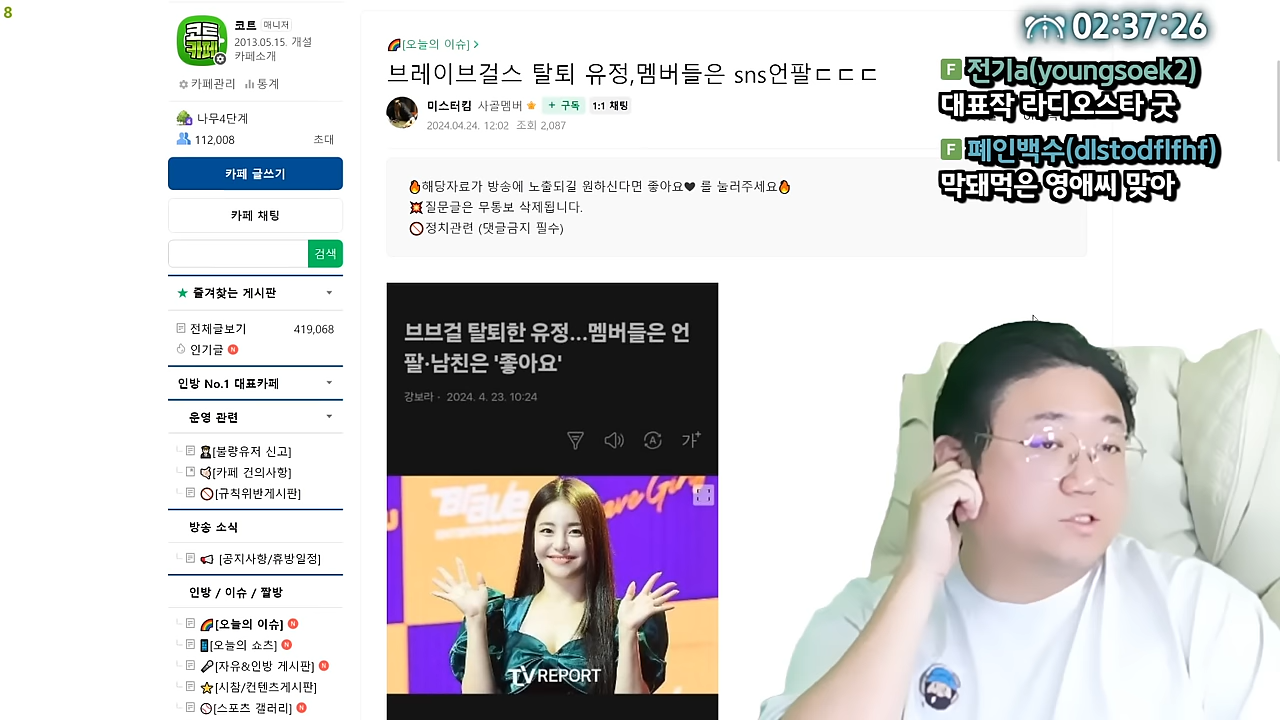 8
코트 매니저
2013.05.15. 개설
카페소개
카페관리 통계
나무4단계
112,008 초대
카페 글쓰기
카페 채팅
검색
★ 즐겨찾는 게시판
전체글보기 419,068
인기글 N
인방 No.1 대표카페
운영 관련
[불량유저 신고]
[카페 건의사항]
[규칙위반게시판]
방송 소식
[공지사항/휴방일정]
인방 / 이슈 / 짤방
[오늘의 이슈] N
[오늘의 쇼츠] N
[자유&인방 게시판] N
[시참/컨텐츠게시판]
[스포츠 갤러리] N
[오늘의 이슈] >
브레이브걸스 탈퇴 유정,멤버들은 sns언팔ㄷㄷㄷ
미스터킴 사골멤버 + 구독 1:1 채팅
2024.04.24. 12:02 조회 2,087
해당자료가 방송에 노출되길 원하신다면 좋아요🖤 를 눌러주세요
질문글은 무통보 삭제됩니다.
정치관련 (댓글금지 필수)
브브걸 탈퇴한 유정...멤버들은 언
팔·남친은 '좋아요'
강보라 · 2024. 4. 23. 10:24
가+
TV REPORT
02:37:26
F 전기a(youngsoek2)
대표작 라디오스타 굿
F 폐인백수(dlstodflfhf)
막돼먹은 영애씨 맞아